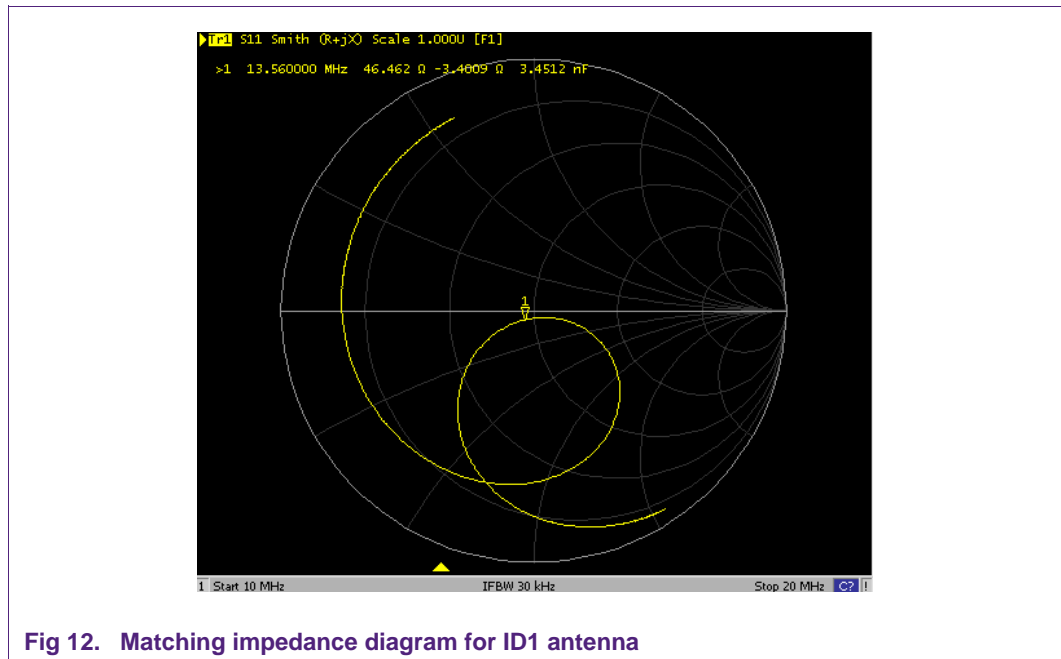 Tr1 S11 Smith (R+jX) Scale 1.000U [F1]
>1 13.560000 MHz 46.462 Ω -3.4009 Ω 3.4512 nF
1
1 Start 10 MHz IFBW 30 kHz Stop 20 MHz C? !
Fig 12. Matching impedance diagram for ID1 antenna